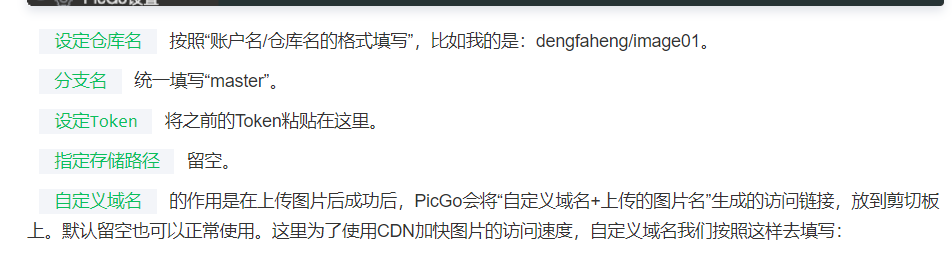 PicGo设置
设定仓库名 按照“账户名/仓库名的格式填写”，比如我的是：dengfaheng/image01。
分支名 统一填写“master”。
设定Token 将之前的Token粘贴在这里。
指定存储路径 留空。
自定义域名 的作用是在上传图片后成功后，PicGo会将“自定义域名+上传的图片名”生成的访问链接，放到剪切板
上。默认留空也可以正常使用。这里为了使用CDN加快图片的访问速度，自定义域名我们按照这样去填写：